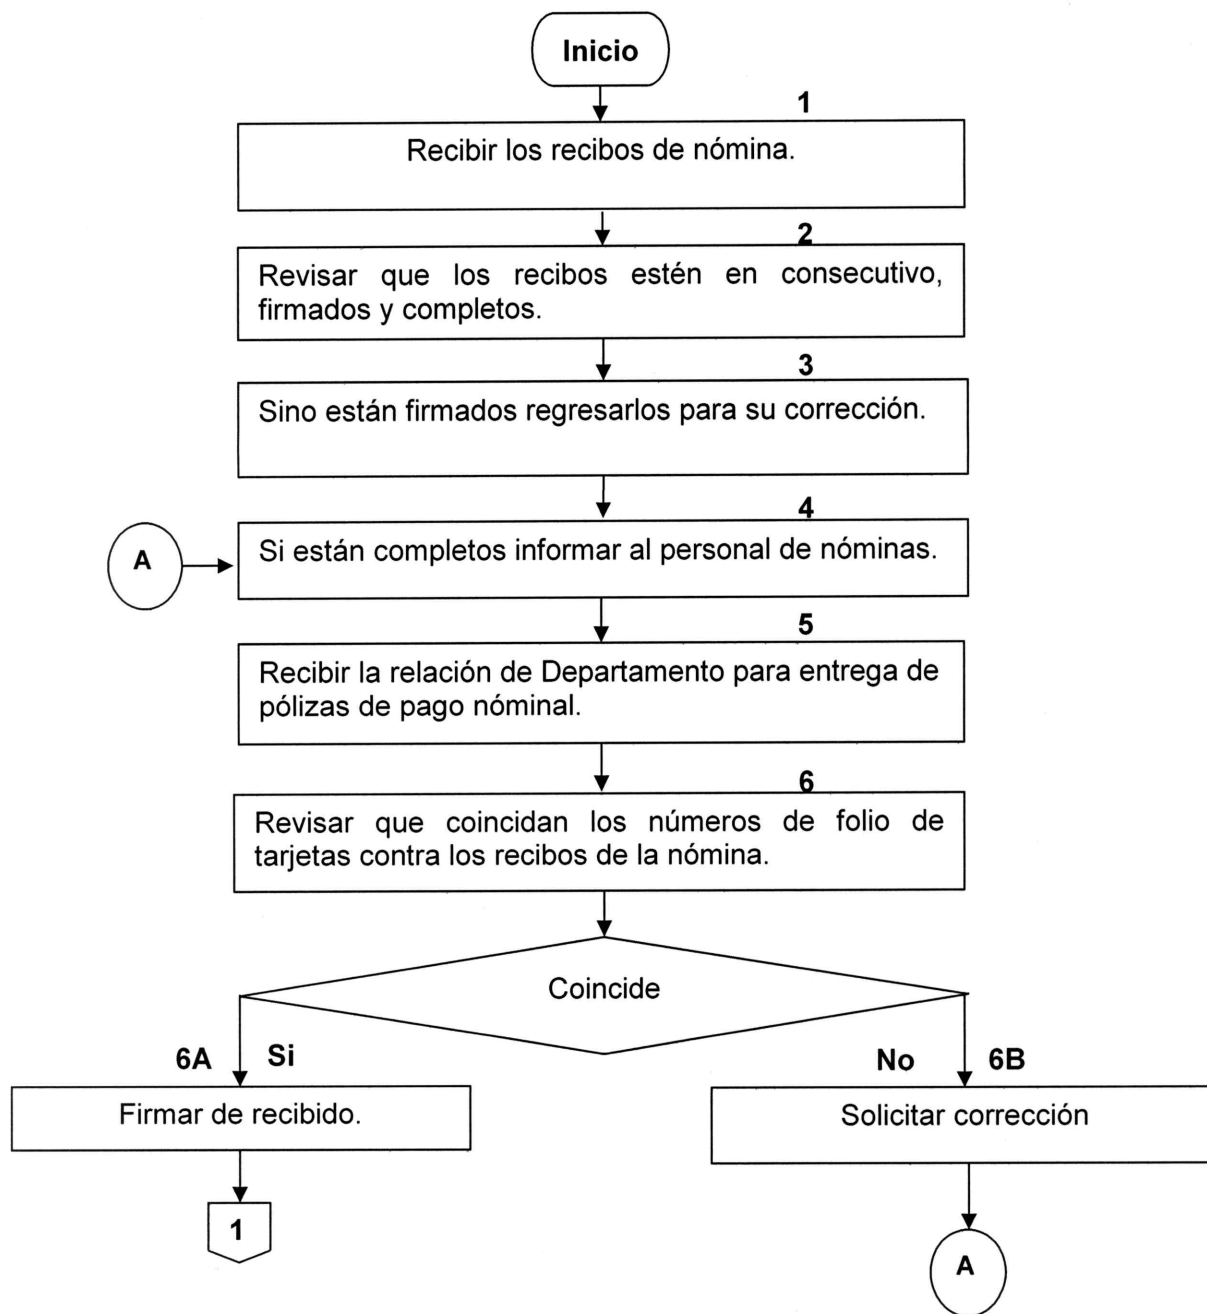 Inicio
1
Recibir los recibos de nómina.
2
Revisar que los recibos estén en consecutivo,
firmados y completos.
3
Sino están firmados regresarlos para su corrección.
4
A
Si están completos informar al personal de nóminas.
5
Recibir la relación de Departamento para entrega de
pólizas de pago nóminal.
6
Revisar que coincidan los números de folio de
tarjetas contra los recibos de la nómina.
Coincide
6A Si
No 6B
Firmar de recibido.
Solicitar corrección
1
A